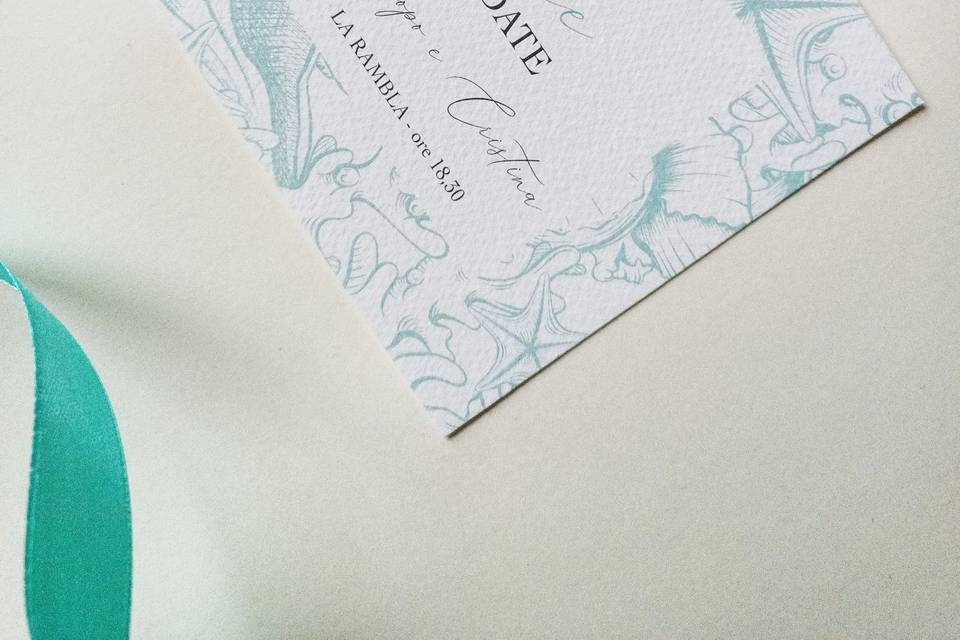 DATE
e Cristina
LA RAMBLA - ore 18,30